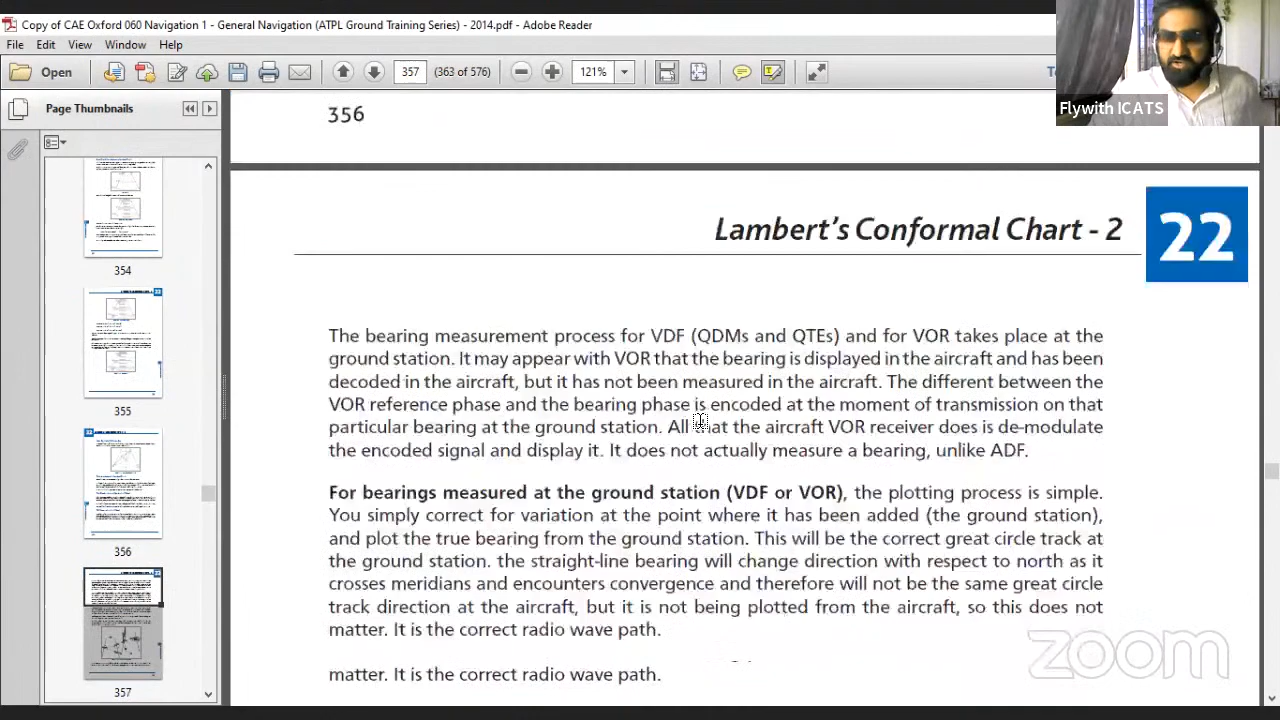 Copy of CAE Oxford 060 Navigation 1 - General Navigation (ATPL Ground Training Series) - 2014.pdf - Adobe Reader
File Edit View Window Help
Open 357 (363 of 576) 121%
Flywith ICATS
Page Thumbnails
354
355
356
357
356
Lambert's Conformal Chart - 2
22
The bearing measurement process for VDF (QDMs and QTEs) and for VOR takes place at the
ground station. It may appear with VOR that the bearing is displayed in the aircraft and has been
decoded in the aircraft, but it has not been measured in the aircraft. The different between the
VOR reference phase and the bearing phase is encoded at the moment of transmission on that
particular bearing at the ground station. All that the aircraft VOR receiver does is de-modulate
the encoded signal and display it. It does not actually measure a bearing, unlike ADF.
For bearings measured at the ground station (VDF or VOR), the plotting process is simple.
You simply correct for variation at the point where it has been added (the ground station),
and plot the true bearing from the ground station. This will be the correct great circle track at
the ground station. the straight-line bearing will change direction with respect to north as it
crosses meridians and encounters convergence and therefore will not be the same great circle
track direction at the aircraft, but it is not being plotted from the aircraft, so this does not
matter. It is the correct radio wave path.
matter. It is the correct radio wave path.
zoom